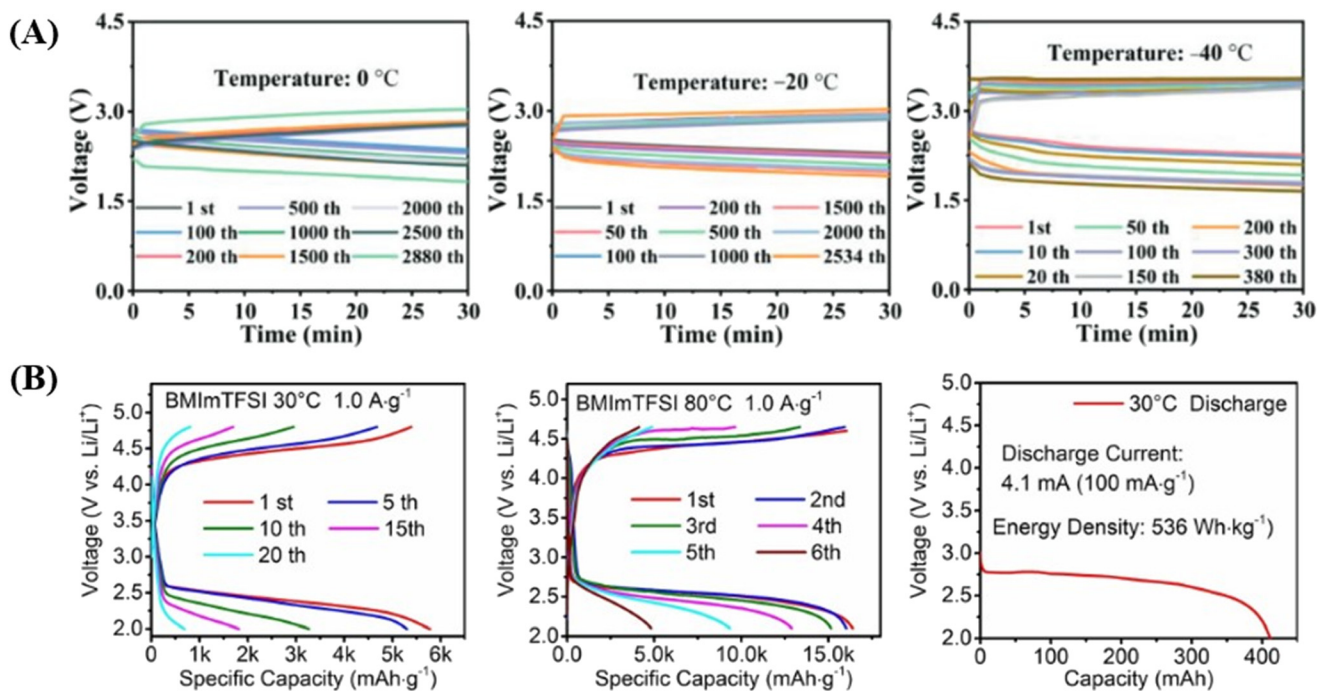 (A)
4.5
3.0
1.5
0.0
Voltage (V)
Temperature: 0 °C
1 st
500 th
2000 th
100 th
1000 th
2500 th
200 th
1500 th
2880 th
0
5
10
15
20
25
30
Time (min)
4.5
3.0
1.5
0.0
Voltage (V)
Temperature: –20 °C
1 st
200 th
1500 th
50 th
500 th
2000 th
100 th
1000 th
2534 th
0
5
10
15
20
25
30
Time (min)
4.5
3.0
1.5
0.0
Voltage (V)
Temperature: –40 °C
1st
50 th
200 th
10 th
100 th
300 th
20 th
150 th
380 th
0
5
10
15
20
25
30
Time (min)
(B)
Voltage (V vs. Li/Li⁺)
5.0
4.5
4.0
3.5
3.0
2.5
2.0
BMImTFSI 30°C 1.0 A·g⁻¹
1 st
5 th
10 th
15th
20 th
0
1k
2k
3k
4k
5k
6k
Specific Capacity (mAh·g⁻¹)
Voltage (V vs. Li/Li⁺)
5.0
4.5
4.0
3.5
3.0
2.5
2.0
BMImTFSI 80°C 1.0 A·g⁻¹
1st
2nd
3rd
4th
5th
6th
0.0
5.0k
10.0k
15.0k
Specific Capacity (mAh·g⁻¹)
Voltage (V vs. Li/Li⁺)
5.0
4.5
4.0
3.5
3.0
2.5
2.0
30°C Discharge
Discharge Current:
4.1 mA (100 mA·g⁻¹)
Energy Density: 536 Wh·kg⁻¹)
0
100
200
300
400
Capacity (mAh)